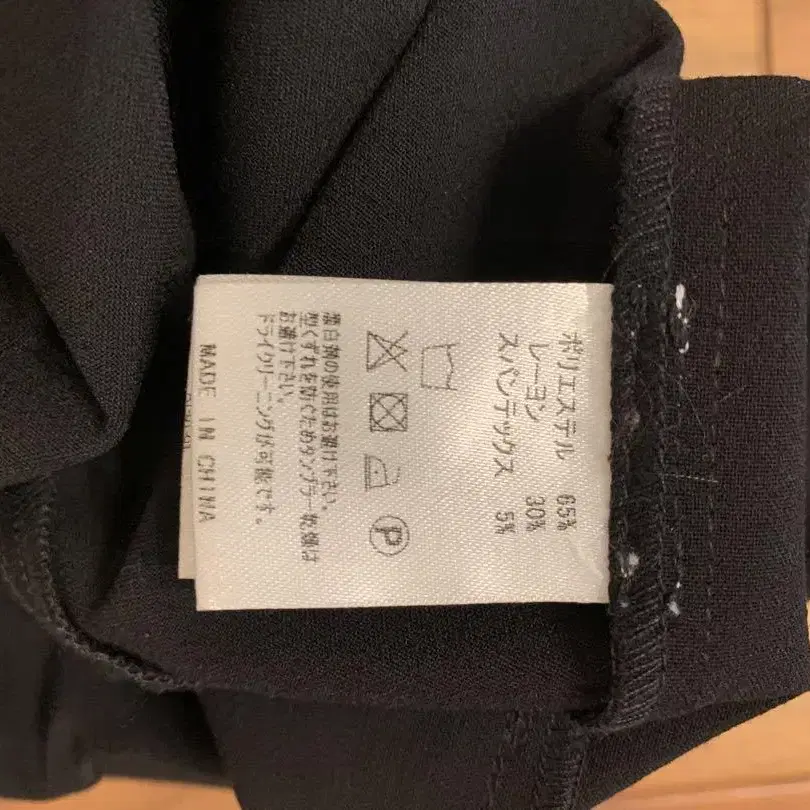 ポリエステル 65%
レーヨン 30%
スパンテックス 5%
P
蛋白剤の使用はお避け下さい。
型くずれを防ぐためタンブラー乾燥は
お避け下さい。
ドライクリーニングが可能です。
MADE IN CHINA